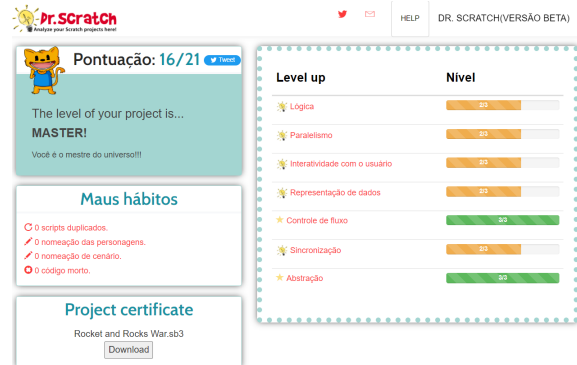 Dr.Scratch
Analyze your Scratch projects here!
HELP
DR. SCRATCH(VERSÃO BETA)
Pontuação: 16/21
Tweet
The level of your project is...
MASTER!
Você é o mestre do universo!!!
Maus hábitos
0 scripts duplicados.
0 nomeação das personagens.
0 nomeação de cenário.
0 código morto.
Project certificate
Rocket and Rocks War.sb3
Download
Level up Nível
Lógica 2/3
Paralelismo 2/3
Interatividade com o usuário 2/3
Representação de dados 2/3
Controle de fluxo 3/3
Sincronização 2/3
Abstração 3/3